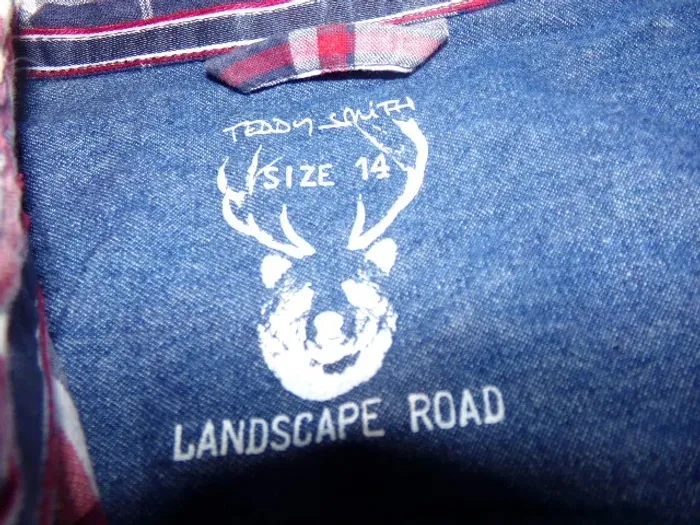 TEDDY SMITH
SIZE 14
LANDSCAPE ROAD